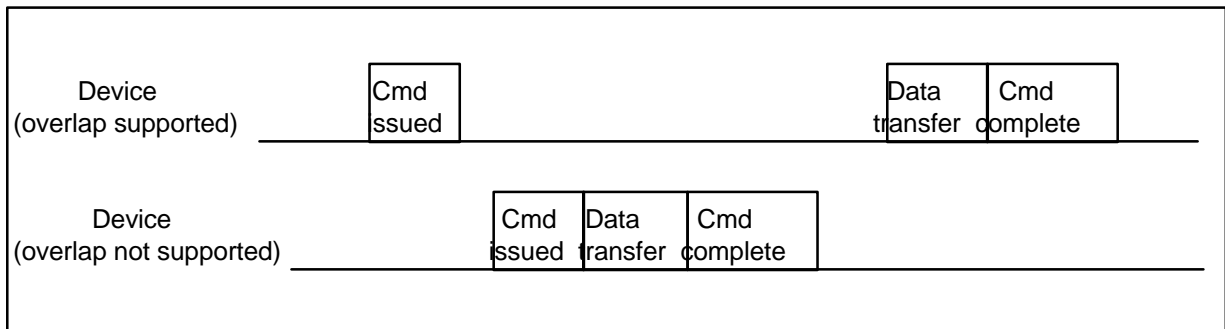 Device
(overlap supported)
Cmd
issued
Data
transfer
Cmd
complete
Device
(overlap not supported)
Cmd
issued
Data
transfer
Cmd
complete